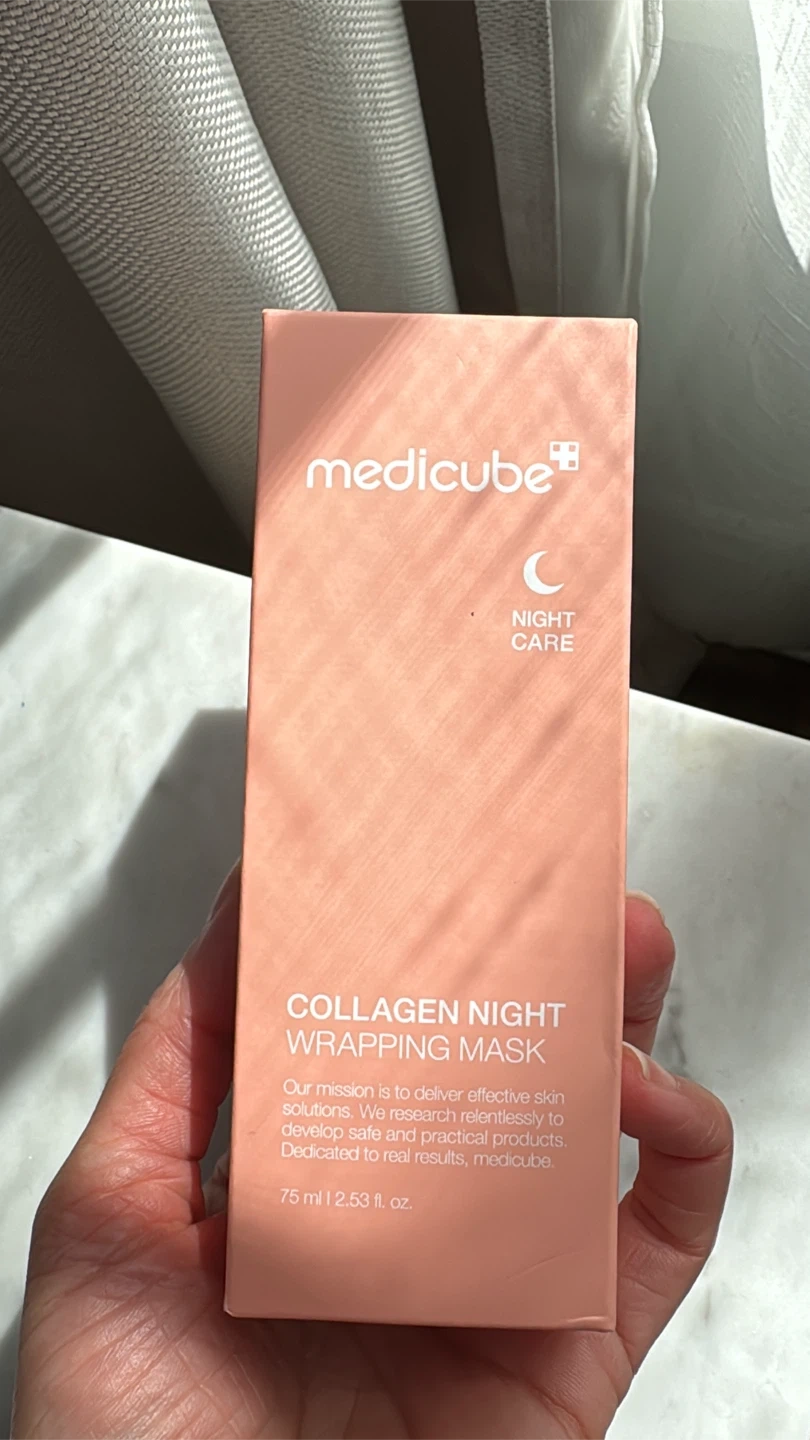 medicube
NIGHT
CARE
COLLAGEN NIGHT
WRAPPING MASK
Our mission is to deliver effective skin
solutions. We research relentlessly to
develop safe and practical products.
Dedicated to real results, medicube.
75 ml | 2.53 fl. oz.